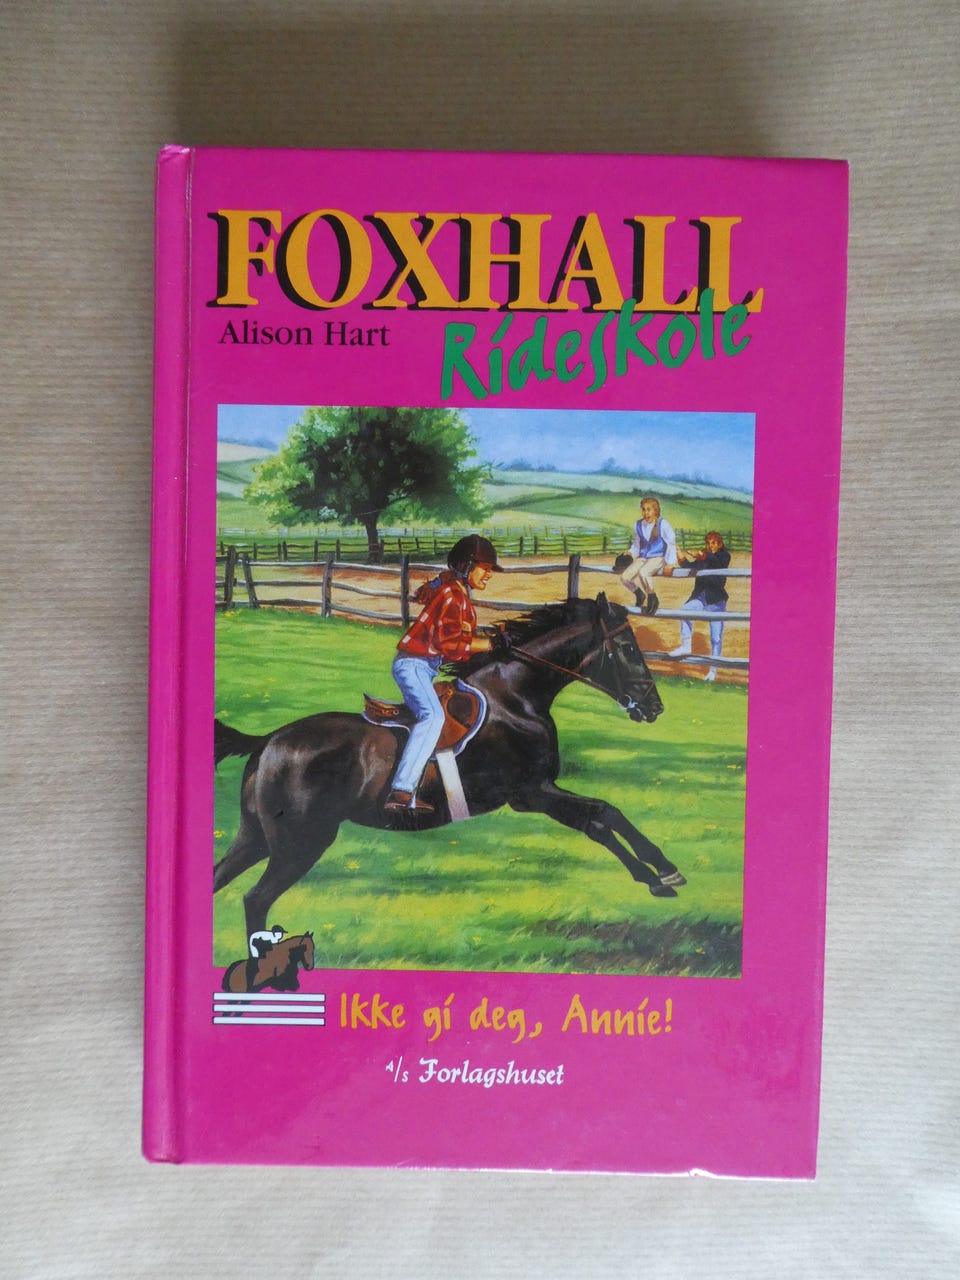 FOXHALL
Alison Hart
Rideskole
Ikke gi deg, Annie!
A/S Forlagshuset